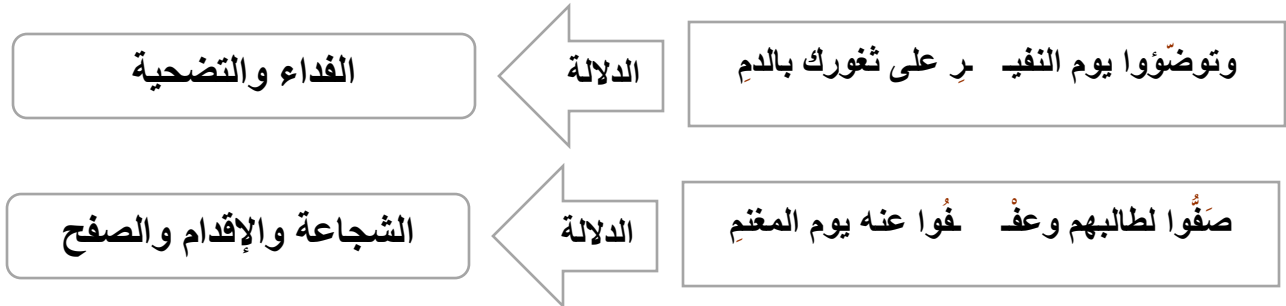 وتوضّؤوا يوم النفيـ ـرِ على ثغورك بالدمِ
الدلالة
الفداء والتضحية
صَفُّوا لطالبهم وعفْـ ـفُوا عنه يوم المغنمِ
الدلالة
الشجاعة والإقدام والصفح